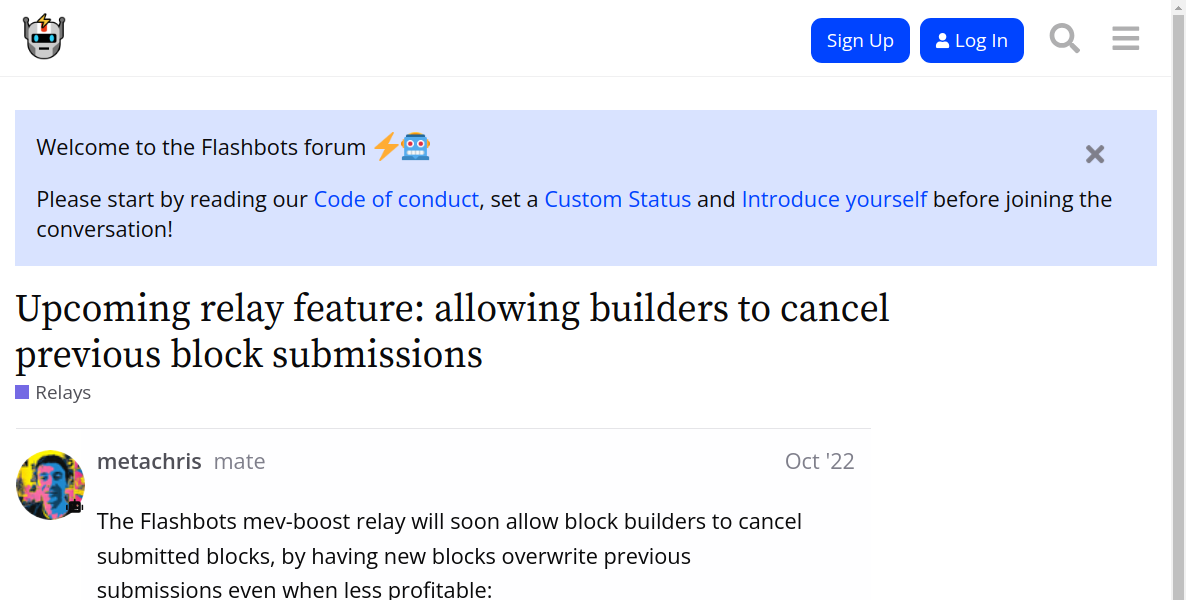 Sign Up
Log In
Welcome to the Flashbots forum
Please start by reading our Code of conduct, set a Custom Status and Introduce yourself before joining the
conversation!
Upcoming relay feature: allowing builders to cancel
previous block submissions
Relays
metachris mate
Oct '22
The Flashbots mev-boost relay will soon allow block builders to cancel
submitted blocks, by having new blocks overwrite previous
submissions even when less profitable: